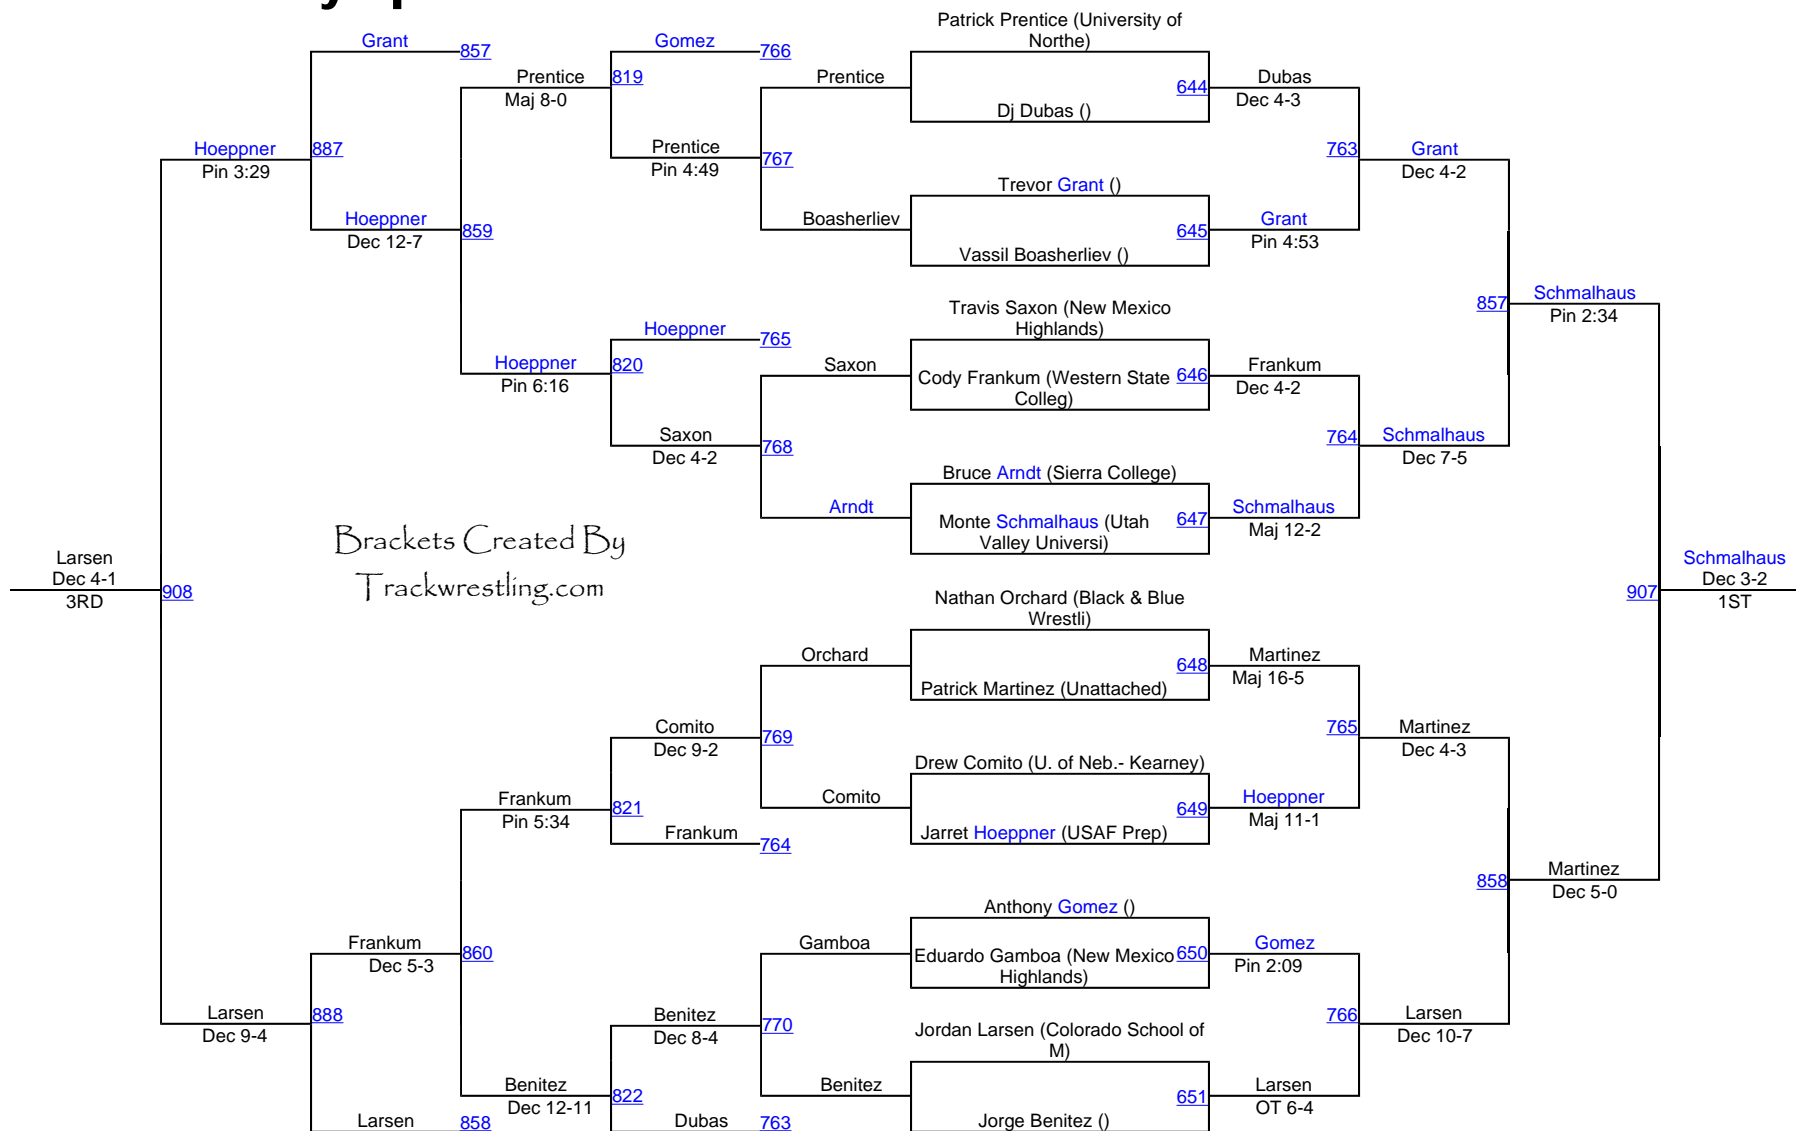 Patrick Prentice (University of
Northe)
Grant
857
Gomez
766
Prentice
819
Maj 8-0
Prentice
644
Dubas
Dec 4-3
Dj Dubas ()
Hoeppner
887
Pin 3:29
Prentice
767
Pin 4:49
763
Grant
Dec 4-2
Trevor Grant ()
Hoeppner
859
Dec 12-7
Boasherliev
645
Grant
Pin 4:53
Vassil Boasherliev ()
857
Schmalhaus
Pin 2:34
Travis Saxon (New Mexico
Highlands)
Hoeppner
765
Hoeppner
820
Pin 6:16
Saxon
Cody Frankum (Western State
Colleg)
646
Frankum
Dec 4-2
Saxon
768
Dec 4-2
764
Schmalhaus
Dec 7-5
Bruce Arndt (Sierra College)
Arndt
Monte Schmalhaus (Utah
Valley Universi)
647
Schmalhaus
Maj 12-2
Brackets Created By
Trackwrestling.com
Larsen
Dec 4-1
3RD
908
907
Schmalhaus
Dec 3-2
1ST
Nathan Orchard (Black & Blue
Wrestli)
Orchard
648
Martinez
Maj 16-5
Patrick Martinez (Unattached)
Comito
769
Dec 9-2
765
Martinez
Dec 4-3
Drew Comito (U. of Neb.- Kearney)
Frankum
821
Pin 5:34
Comito
649
Hoeppner
Maj 11-1
Frankum
764
Jarret Hoeppner (USAF Prep)
858
Martinez
Dec 5-0
Anthony Gomez ()
Frankum
860
Dec 5-3
Gamboa
Eduardo Gamboa (New Mexico
Highlands)
650
Gomez
Pin 2:09
Larsen
888
Dec 9-4
Benitez
770
Dec 8-4
766
Larsen
Dec 10-7
Jordan Larsen (Colorado School of
M)
Benitez
822
Dec 12-11
Benitez
651
Larsen
OT 6-4
Larsen
858
Dubas
763
Jorge Benitez ()